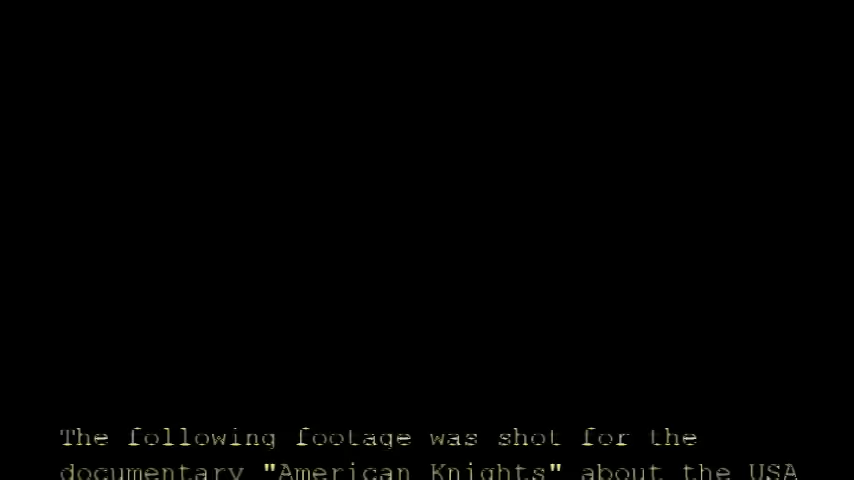 The following footage was shot for the
documentary "American Knights" about the USA